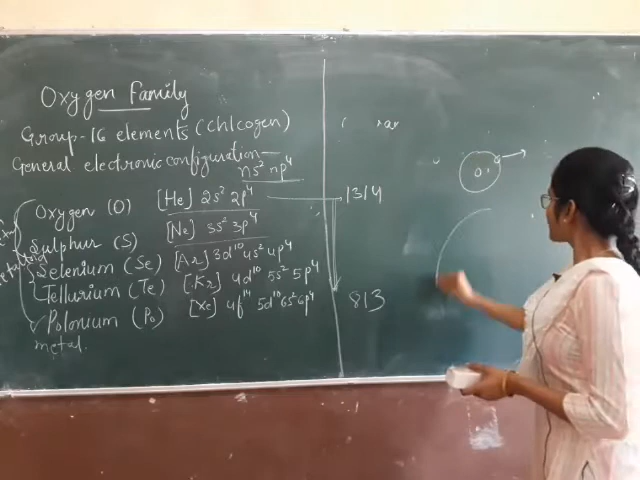 Oxygen Family
Group-16 elements (chlcogen)
General electronic configuration—
ns² np⁴
Oxygen (O) [He] 2s² 2p⁴ 1314
Sulphur (S) [Ne] 3s² 3p⁴
Selenium (Se) [Ar] 3d¹⁰ 4s² 4p⁴
Tellurium (Te) [Kr] 4d¹⁰ 5s² 5p⁴
Polonium (Po) [Xe] 4f¹⁴ 5d¹⁰ 6s² 6p⁴ 813
metal.